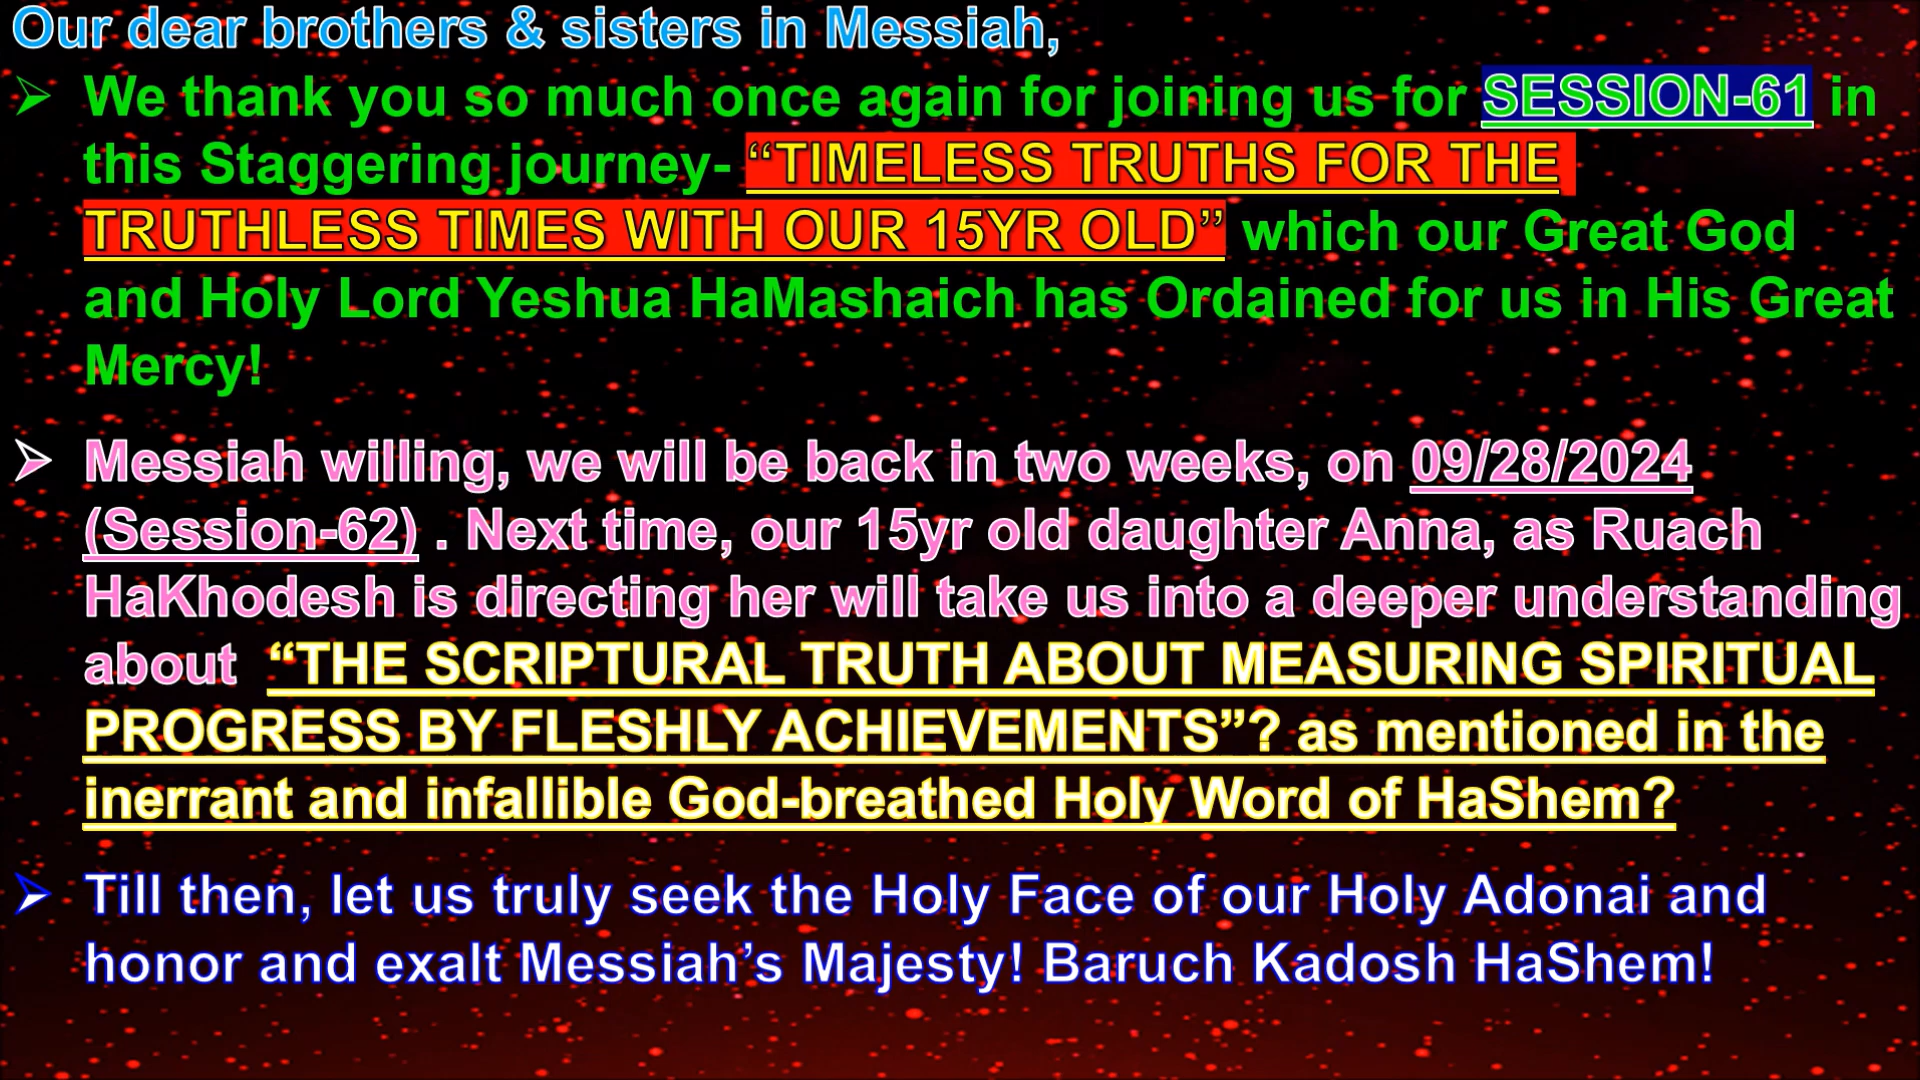 Our dear brothers & sisters in Messiah,
➢ We thank you so much once again for joining us for SESSION-61 in
this Staggering journey- “TIMELESS TRUTHS FOR THE
TRUTHLESS TIMES WITH OUR 15YR OLD” which our Great God
and Holy Lord Yeshua HaMashaich has Ordained for us in His Great
Mercy!
➢ Messiah willing, we will be back in two weeks, on 09/28/2024
(Session-62) . Next time, our 15yr old daughter Anna, as Ruach
HaKhodesh is directing her will take us into a deeper understanding
about “THE SCRIPTURAL TRUTH ABOUT MEASURING SPIRITUAL
PROGRESS BY FLESHLY ACHIEVEMENTS”? as mentioned in the
inerrant and infallible God-breathed Holy Word of HaShem?
➢ Till then, let us truly seek the Holy Face of our Holy Adonai and
honor and exalt Messiah’s Majesty! Baruch Kadosh HaShem!